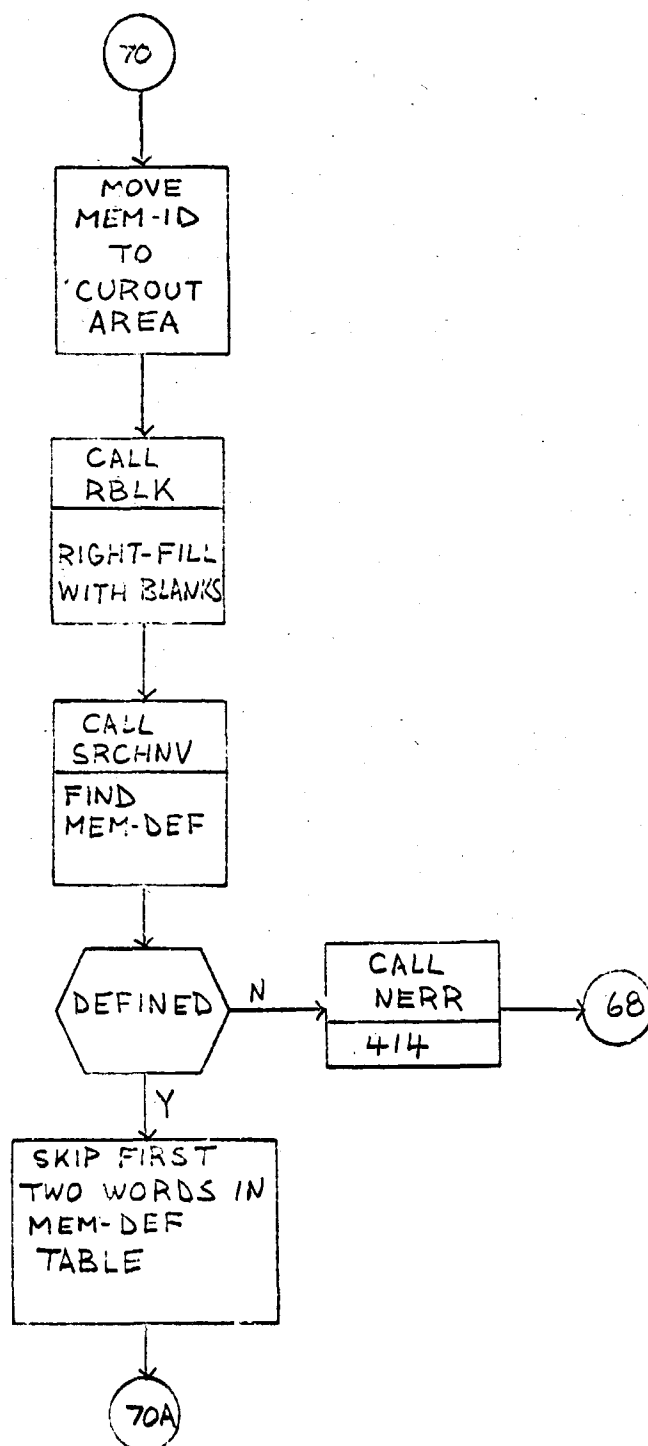 70
MOVE
MEM-ID
TO
CUROUT
AREA
CALL
RBLK
RIGHT-FILL
WITH BLANKS
CALL
SRCHNV
FIND
MEM-DEF
DEFINED
N
CALL
NERR
414
68
Y
SKIP FIRST
TWO WORDS IN
MEM-DEF
TABLE
70A